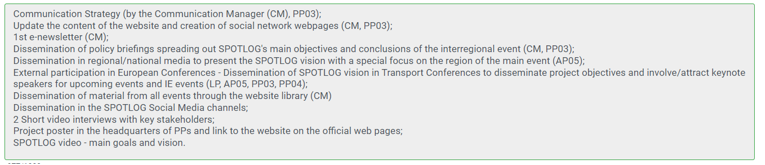 Communication Strategy (by the Communication Manager (CM), PP03);
Update the content of the website and creation of social network webpages (CM, PP03);
1st e-newsletter (CM);
Dissemination of policy briefings spreading out SPOTLOG's main objectives and conclusions of the interregional event (CM, PP03);
Dissemination in regional/national media to present the SPOTLOG vision with a special focus on the region of the main event (AP05);
External participation in European Conferences - Dissemination of SPOTLOG vision in Transport Conferences to disseminate project objectives and involve/attract keynote
speakers for upcoming events and IE events (LP, AP05, PP03, PP04);
Dissemination of material from all events through the website library (CM)
Dissemination in the SPOTLOG Social Media channels;
2 Short video interviews with key stakeholders;
Project poster in the headquarters of PPs and link to the website on the official web pages;
SPOTLOG video - main goals and vision.